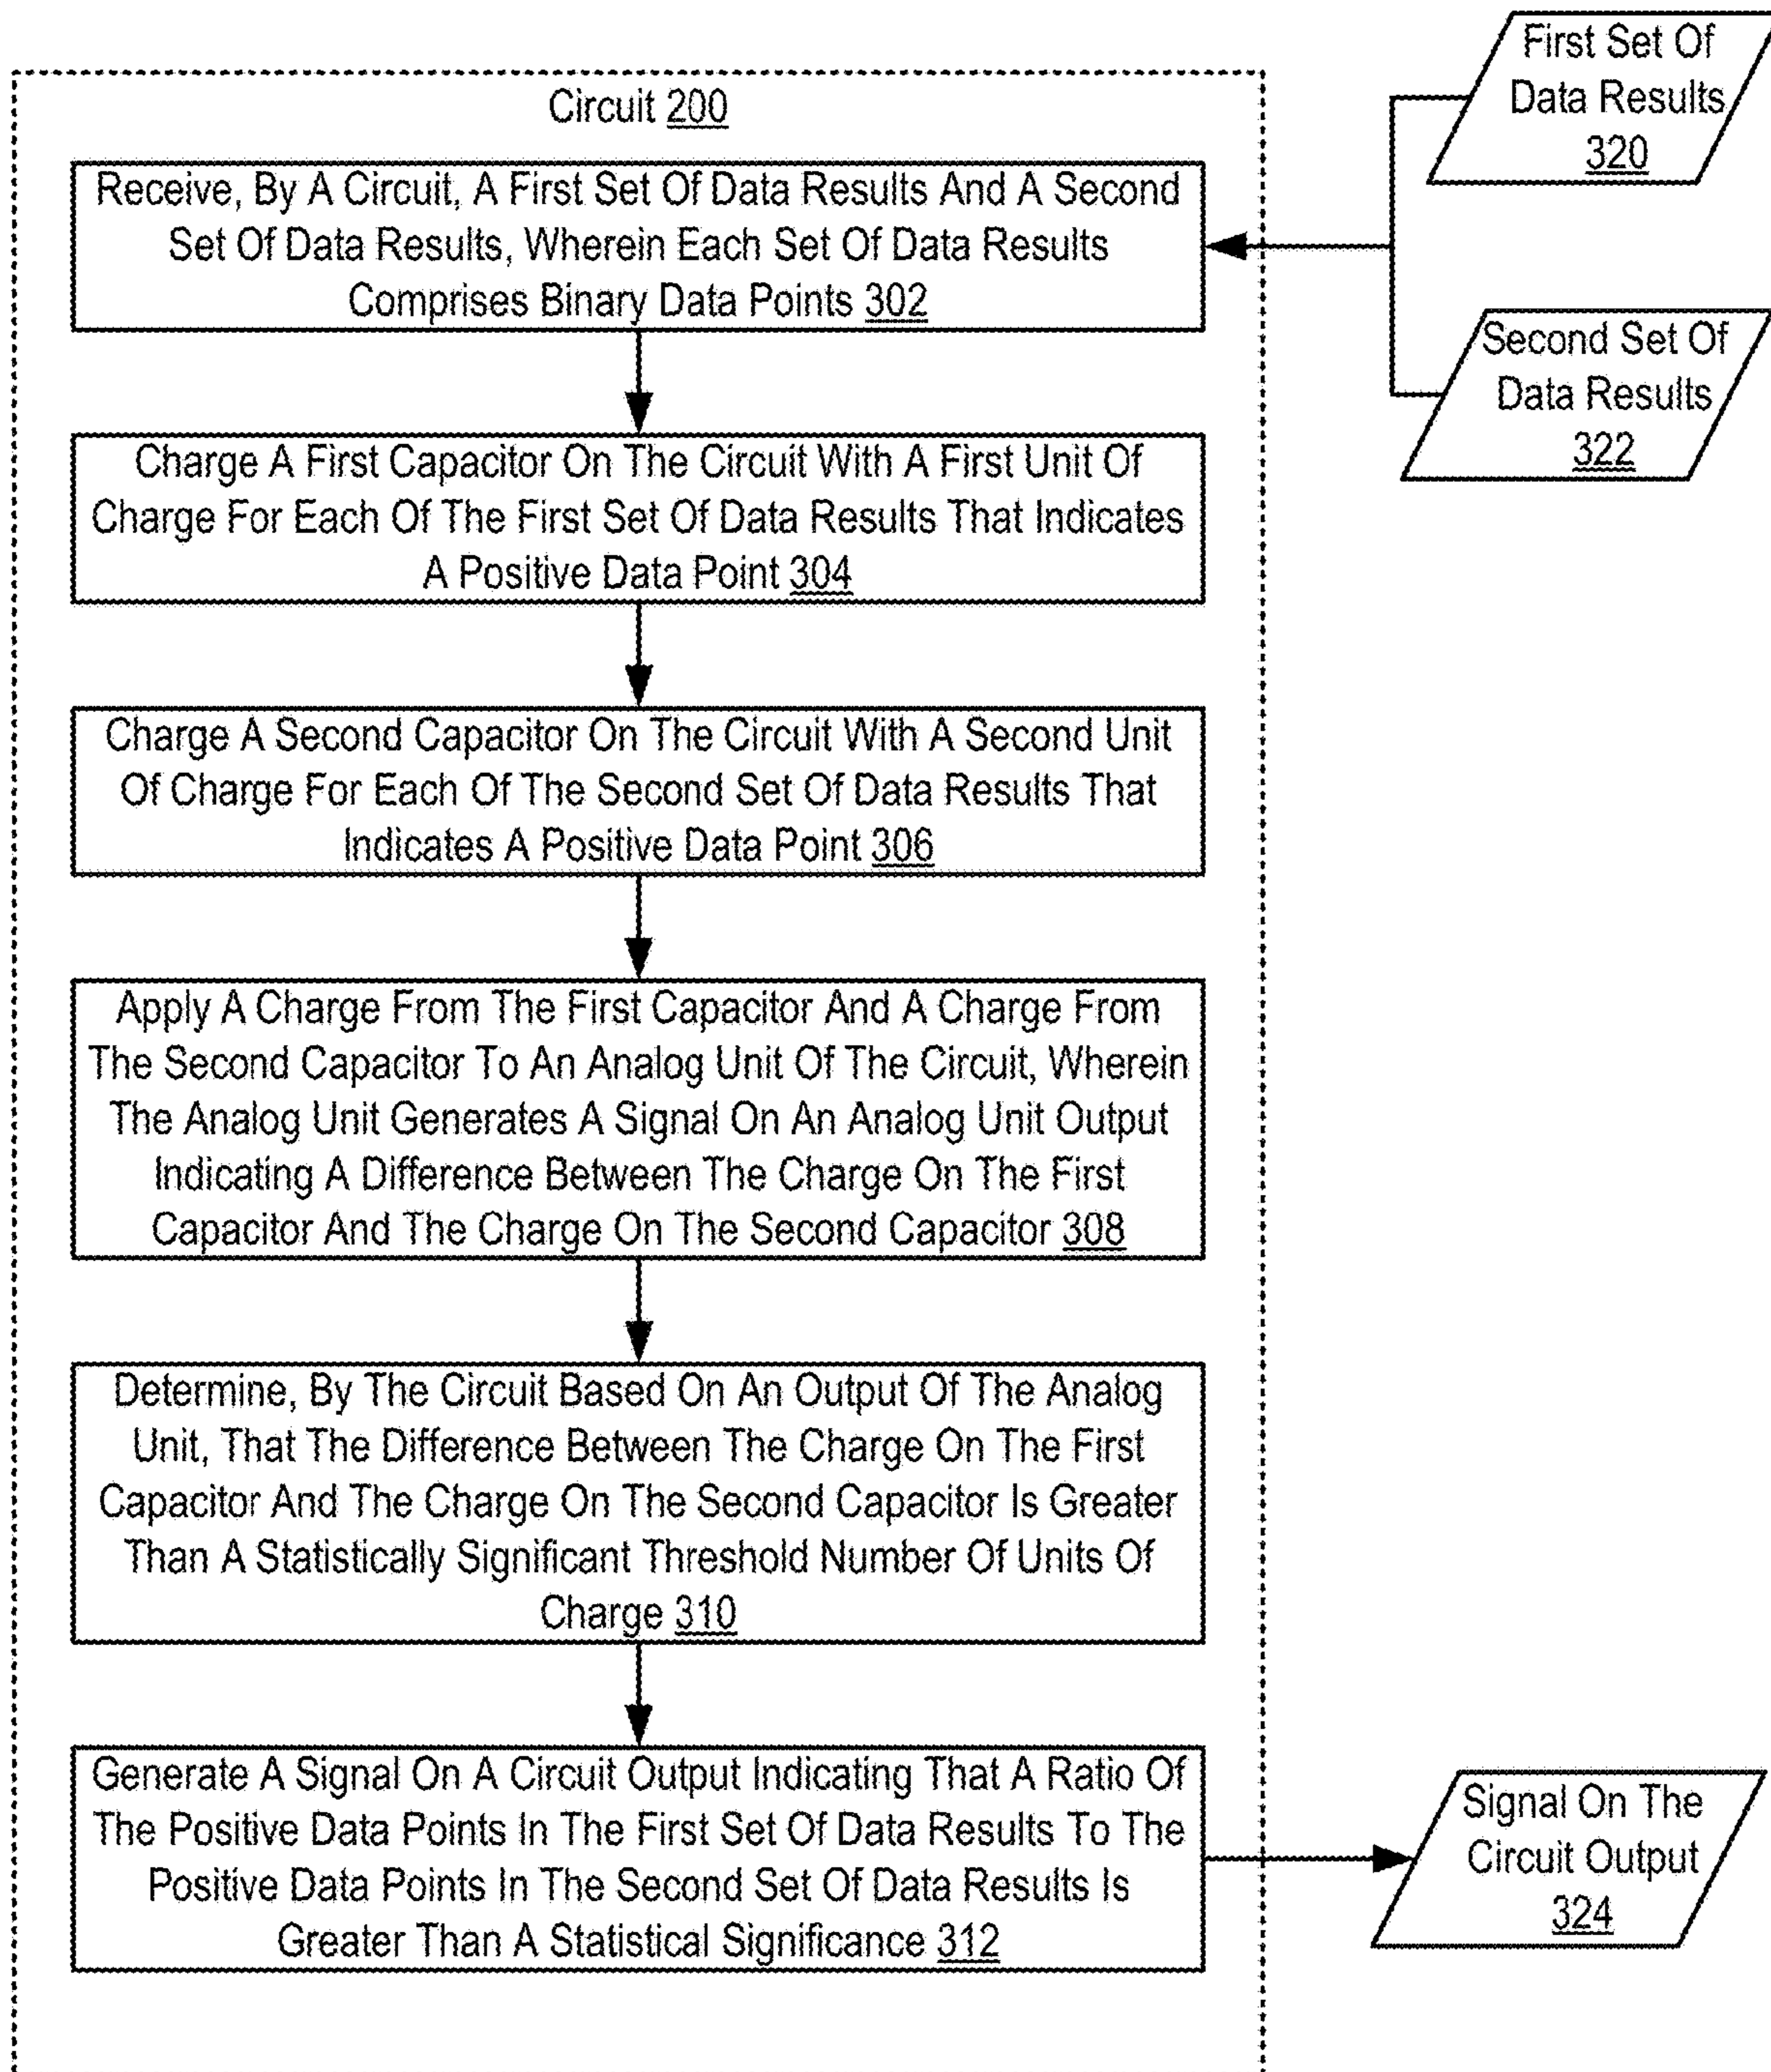 Circuit 200
Receive, By A Circuit, A First Set Of Data Results And A Second
Set Of Data Results, Wherein Each Set Of Data Results
Comprises Binary Data Points 302
Charge A First Capacitor On The Circuit With A First Unit Of
Charge For Each Of The First Set Of Data Results That Indicates
A Positive Data Point 304
Charge A Second Capacitor On The Circuit With A Second Unit
Of Charge For Each Of The Second Set Of Data Results That
Indicates A Positive Data Point 306
Apply A Charge From The First Capacitor And A Charge From
The Second Capacitor To An Analog Unit Of The Circuit, Wherein
The Analog Unit Generates A Signal On An Analog Unit Output
Indicating A Difference Between The Charge On The First
Capacitor And The Charge On The Second Capacitor 308
Determine, By The Circuit Based On An Output Of The Analog
Unit, That The Difference Between The Charge On The First
Capacitor And The Charge On The Second Capacitor Is Greater
Than A Statistically Significant Threshold Number Of Units Of
Charge 310
Generate A Signal On A Circuit Output Indicating That A Ratio Of
The Positive Data Points In The First Set Of Data Results To The
Positive Data Points In The Second Set Of Data Results Is
Greater Than A Statistical Significance 312
First Set Of
Data Results
320
Second Set Of
Data Results
322
Signal On The
Circuit Output
324